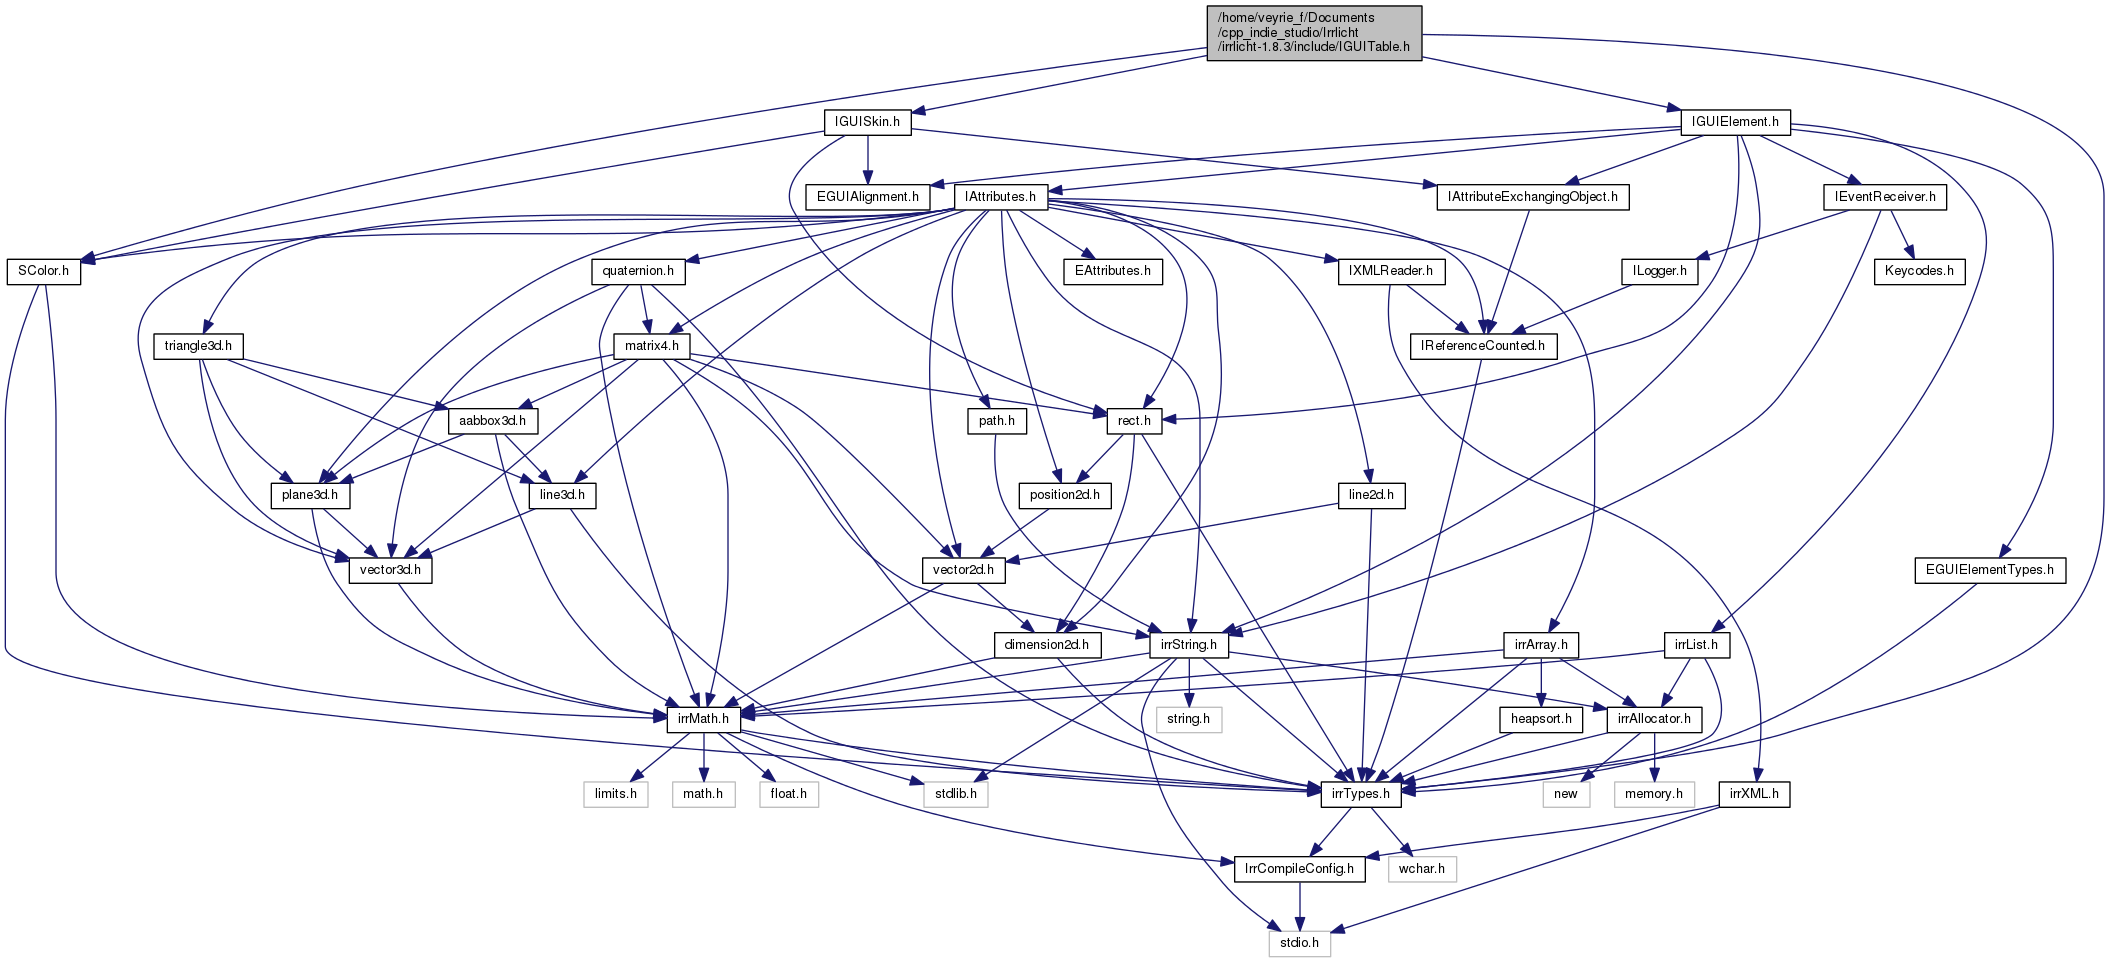 /home/veyrie_f/Documents
/cpp_indie_studio/Irrlicht
/irrlicht-1.8.3/include/IGUITable.h
IGUISkin.h
IGUIElement.h
EGUIAlignment.h
IAttributes.h
IAttributeExchangingObject.h
IEventReceiver.h
SColor.h
quaternion.h
EAttributes.h
IXMLReader.h
ILogger.h
Keycodes.h
triangle3d.h
matrix4.h
IReferenceCounted.h
aabbox3d.h
path.h
rect.h
plane3d.h
line3d.h
position2d.h
line2d.h
vector3d.h
vector2d.h
EGUIElementTypes.h
dimension2d.h
irrString.h
irrArray.h
irrList.h
irrMath.h
string.h
heapsort.h
irrAllocator.h
limits.h
math.h
float.h
stdlib.h
irrTypes.h
new
memory.h
irrXML.h
IrrCompileConfig.h
wchar.h
stdio.h